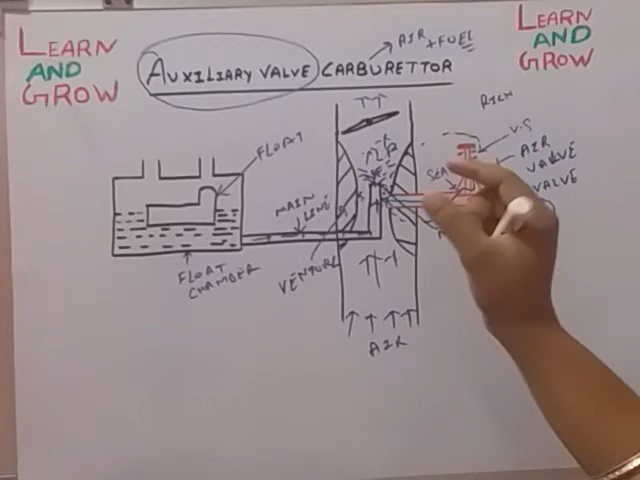 LEARN
AND
GROW
AUXILIARY VALVE CARBURETTOR
AIR + FUEL
LEARN
AND
GROW
RICH
V.S
AIR
VALVE
VALVE
SEA
FLOAT
MAIN
LINE
FLOAT
CHAMBER
VENTURI
AIR